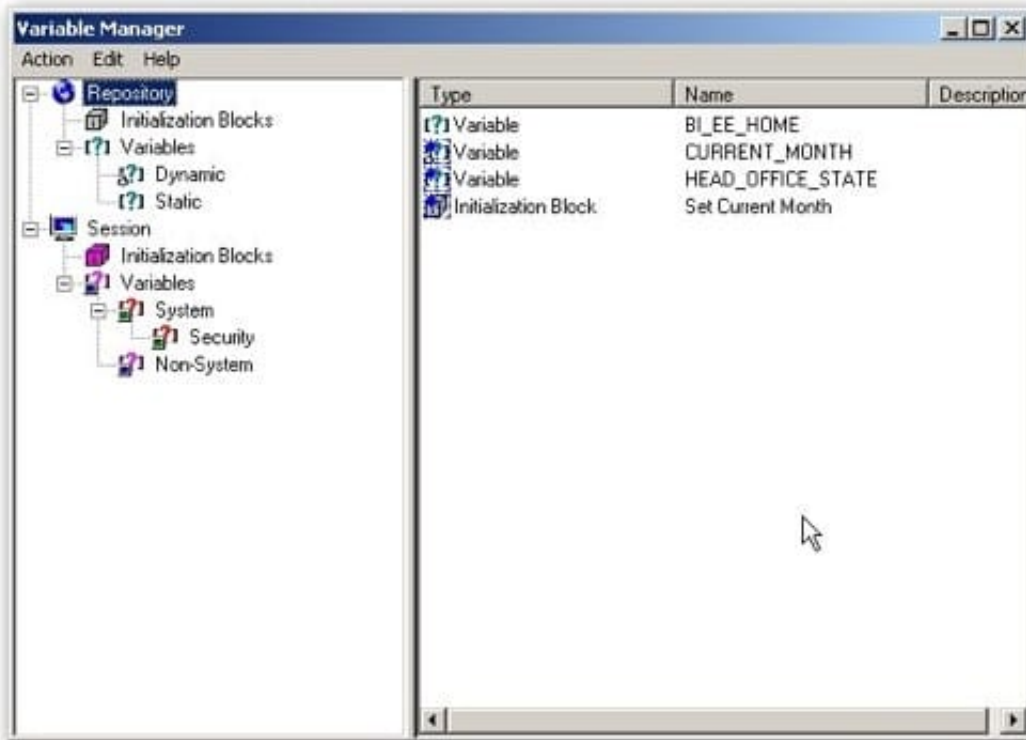 Variable Manager
Action Edit Help
Repository
Initialization Blocks
Variables
Dynamic
Static
Session
Initialization Blocks
Variables
System
Security
Non-System
Type Name Description
Variable BI_EE_HOME
Variable CURRENT_MONTH
Variable HEAD_OFFICE_STATE
Initialization Block Set Current Month